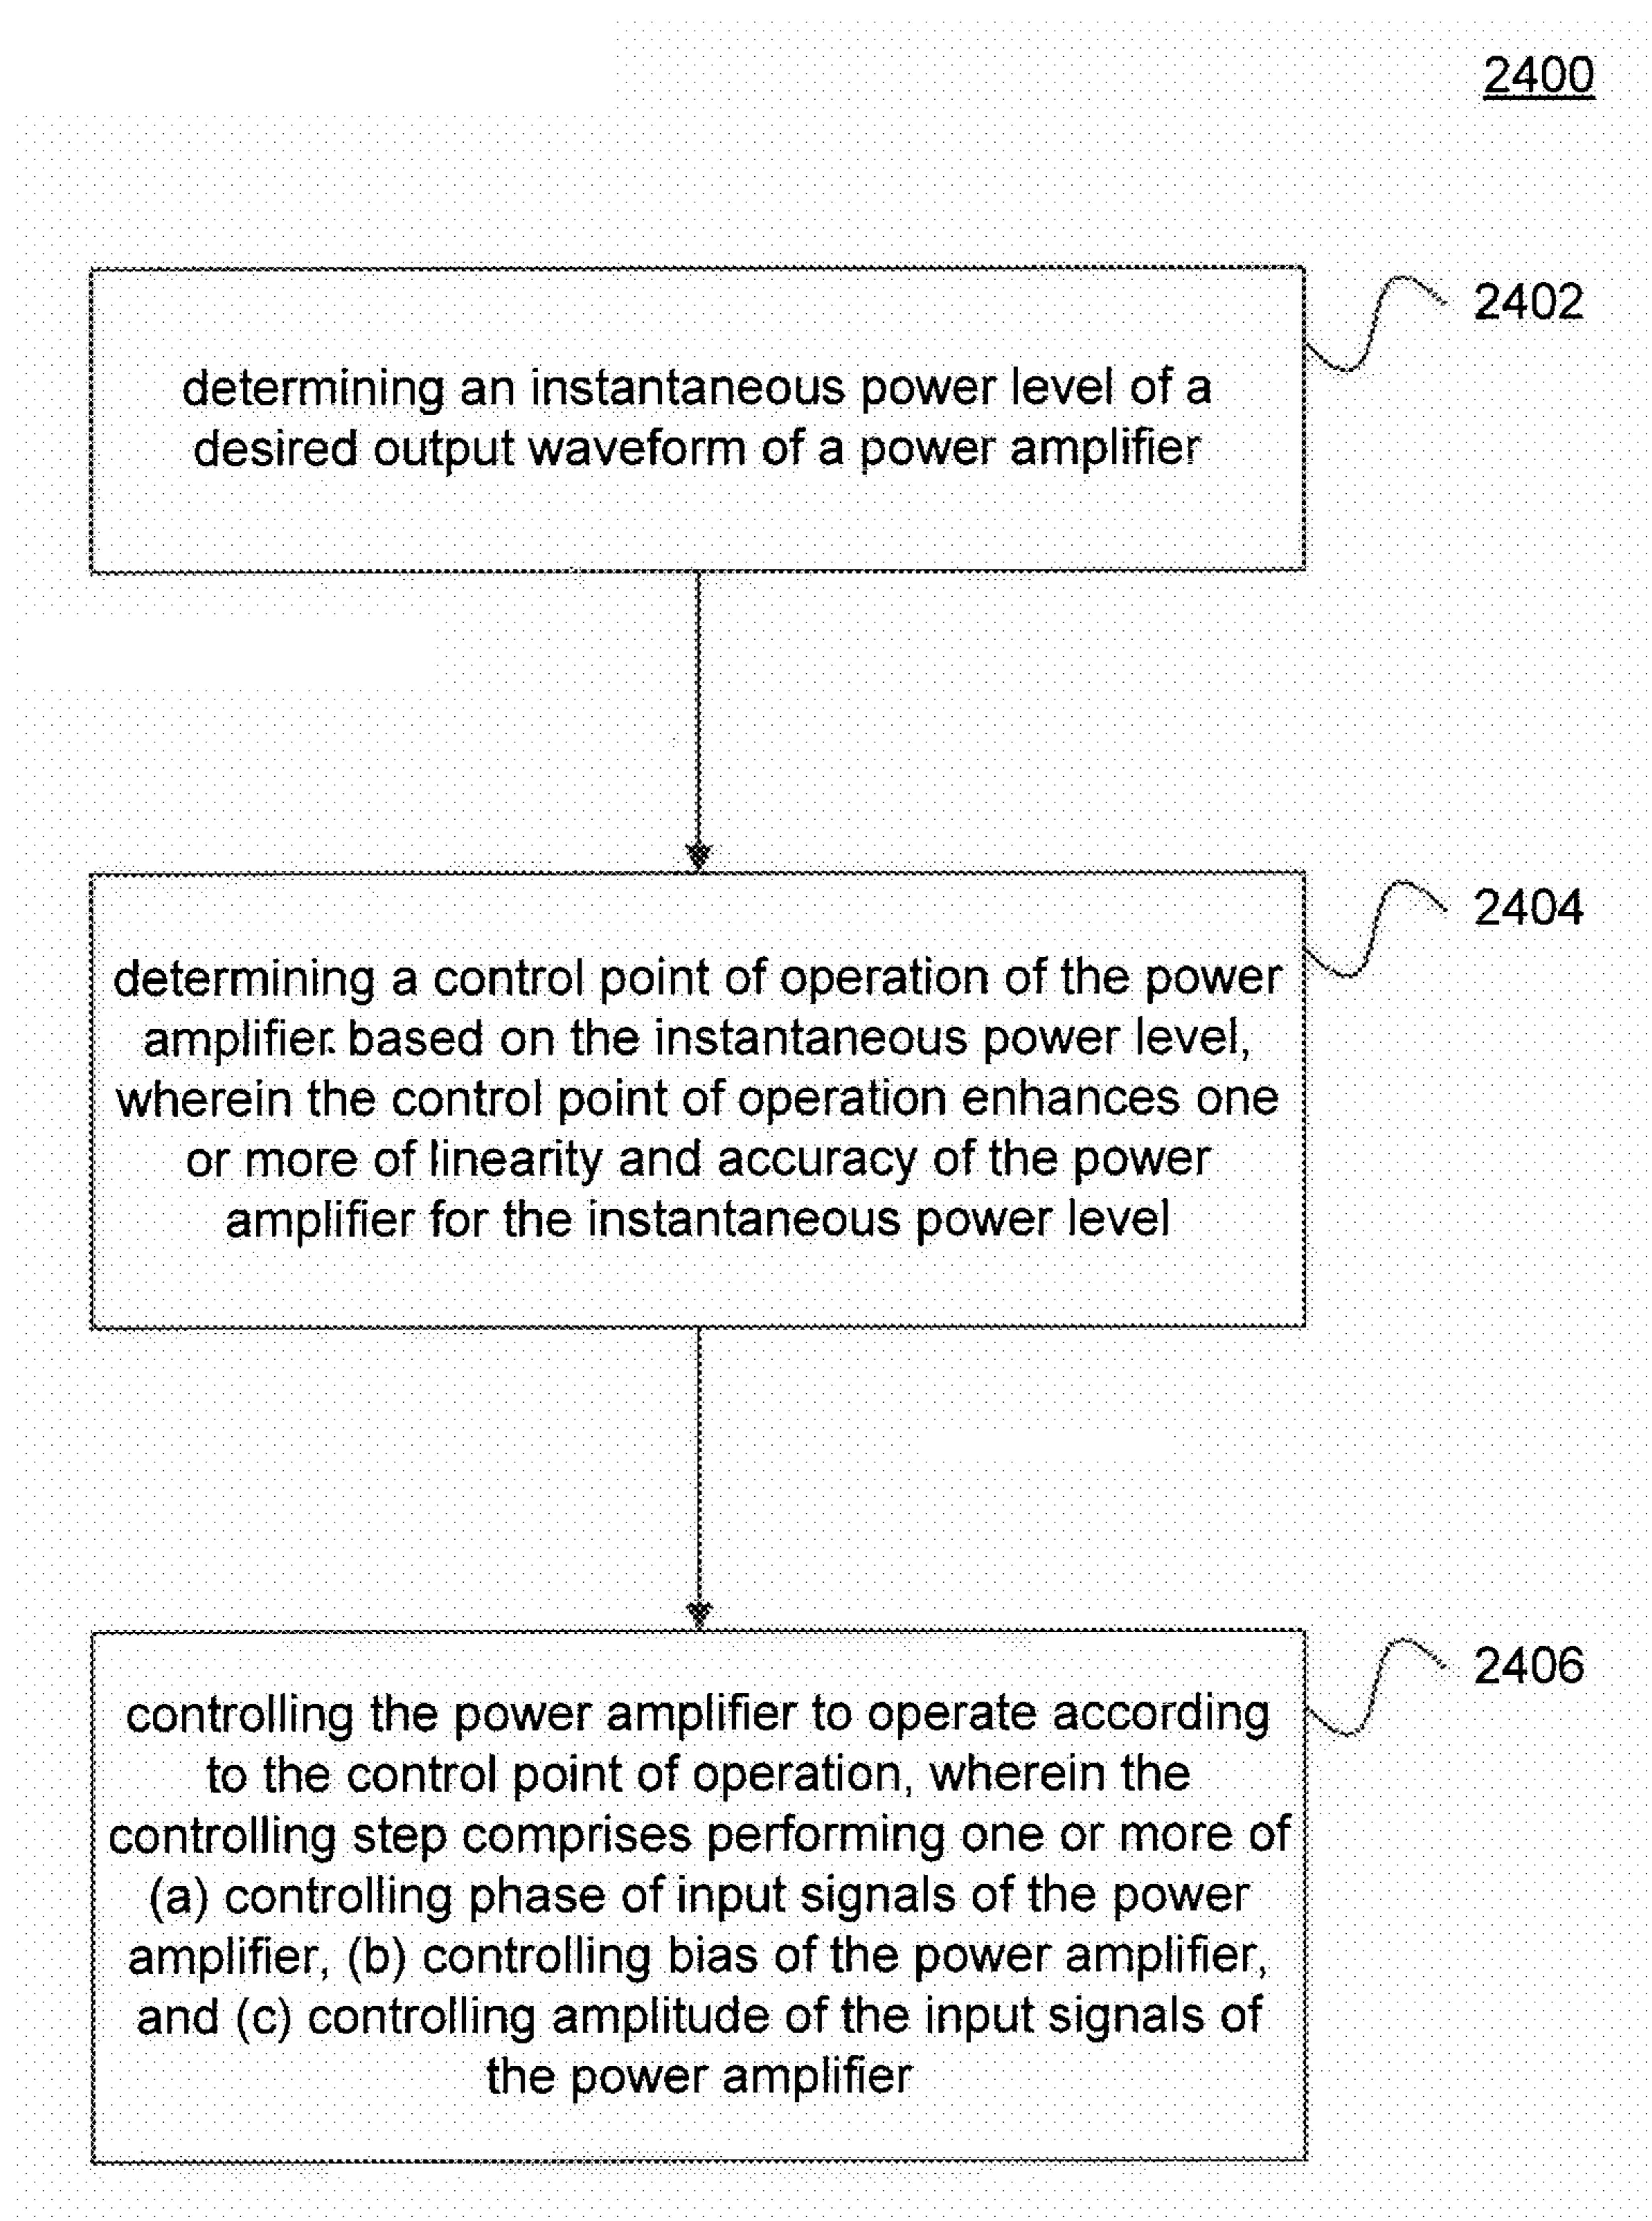 2400
2402
determining an instantaneous power level of a
desired output waveform of a power amplifier
2404
determining a control point of operation of the power
amplifier based on the instantaneous power level,
wherein the control point of operation enhances one
or more of linearity and accuracy of the power
amplifier for the instantaneous power level
2406
controlling the power amplifier to operate according
to the control point of operation, wherein the
controlling step comprises performing one or more of
(a) controlling phase of input signals of the power
amplifier, (b) controlling bias of the power amplifier,
and (c) controlling amplitude of the input signals of
the power amplifier